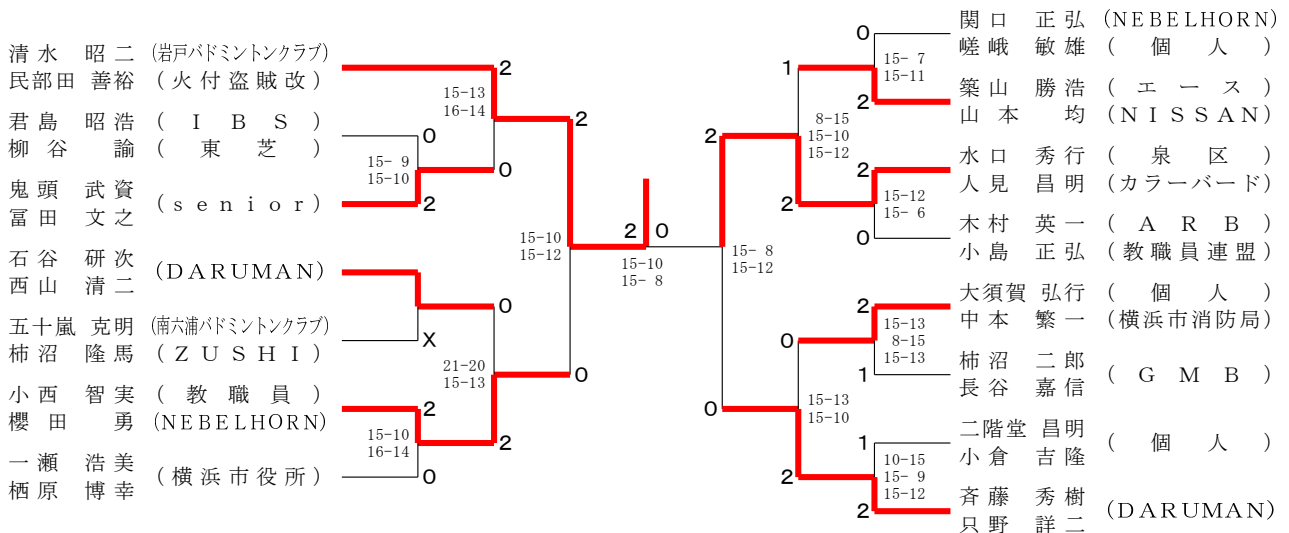 清水 昭二 (岩戸バドミントンクラブ)
民部田 善裕 (火付盗賊改)
君島 昭浩 (ＩＢＳ)
柳谷 諭 (東芝)
鬼頭 武資
冨田 文之
(ｓｅｎｉｏｒ)
石谷 研次
西山 清二
(DARUMAN)
五十嵐 克明 (南六浦バドミントンクラブ)
柿沼 隆馬 (ＺＵＳＨＩ)
小西 智実 (教職員)
櫻田 勇 (NEBELHORN)
一瀬 浩美
栖原 博幸
(横浜市役所)
2
15-13
16-14
0
0
15- 9
15-10
2
2
15-10
15-12
0
X
21-20
15-13
2
15-10
16-14
0
2
0
2 0
15-10
15- 8
関口 正弘 (NEBELHORN)
嵯峨 敏雄 (個人)
築山 勝浩 (エース)
山本 均 (ＮＩＳＳＡＮ)
水口 秀行 (泉区)
人見 昌明 (カラーバード)
木村 英一 (ＡＲＢ)
小島 正弘 (教職員連盟)
大須賀 弘行 (個人)
中本 繁一 (横浜市消防局)
柿沼 二郎
長谷 嘉信
(ＧＭＢ)
二階堂 昌明
小倉 吉隆
(個人)
斉藤 秀樹
只野 詳二
(DARUMAN)
0
15- 7
15-11
2
1
8-15
15-10
15-12
2
2
15-12
15- 6
0
2
15- 8
15-12
0
2
15-13
8-15
15-13
1
0
15-13
15-10
2
1
10-15
15- 9
15-12
2